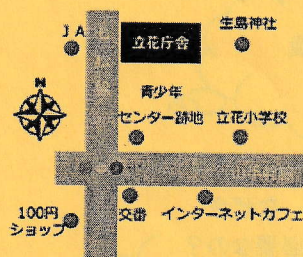 JA
立花庁舎
生島神社
N
青少年
センター跡地
立花小学校
100円
ショップ
交番
インターネットカフェ